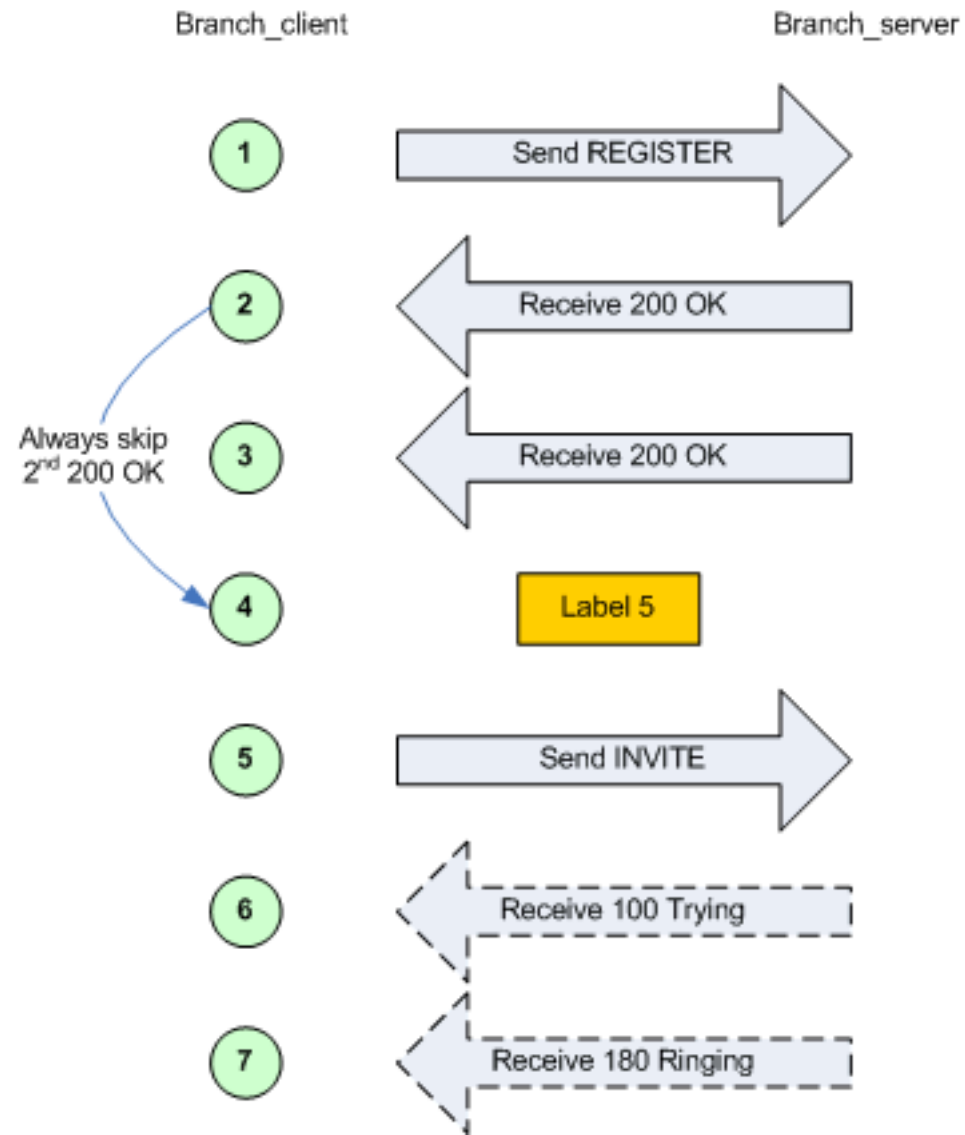 Branch_client Branch_server
1 Send REGISTER
2 Receive 200 OK
Always skip
2nd 200 OK
3 Receive 200 OK
4 Label 5
5 Send INVITE
6 Receive 100 Trying
7 Receive 180 Ringing